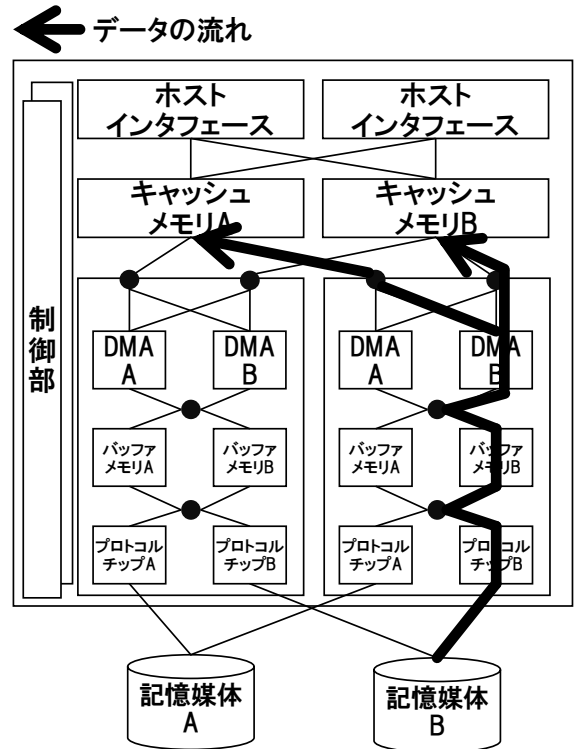 データの流れ
ホスト
インタフェース
ホスト
インタフェース
キャッシュ
メモリA
キャッシュ
メモリB
制御部
DMA
A
DMA
B
DMA
A
DMA
B
バッファ
メモリA
バッファ
メモリB
バッファ
メモリA
バッファ
メモリB
プロトコル
チップA
プロトコル
チップB
プロトコル
チップA
プロトコル
チップB
記憶媒体
A
記憶媒体
B